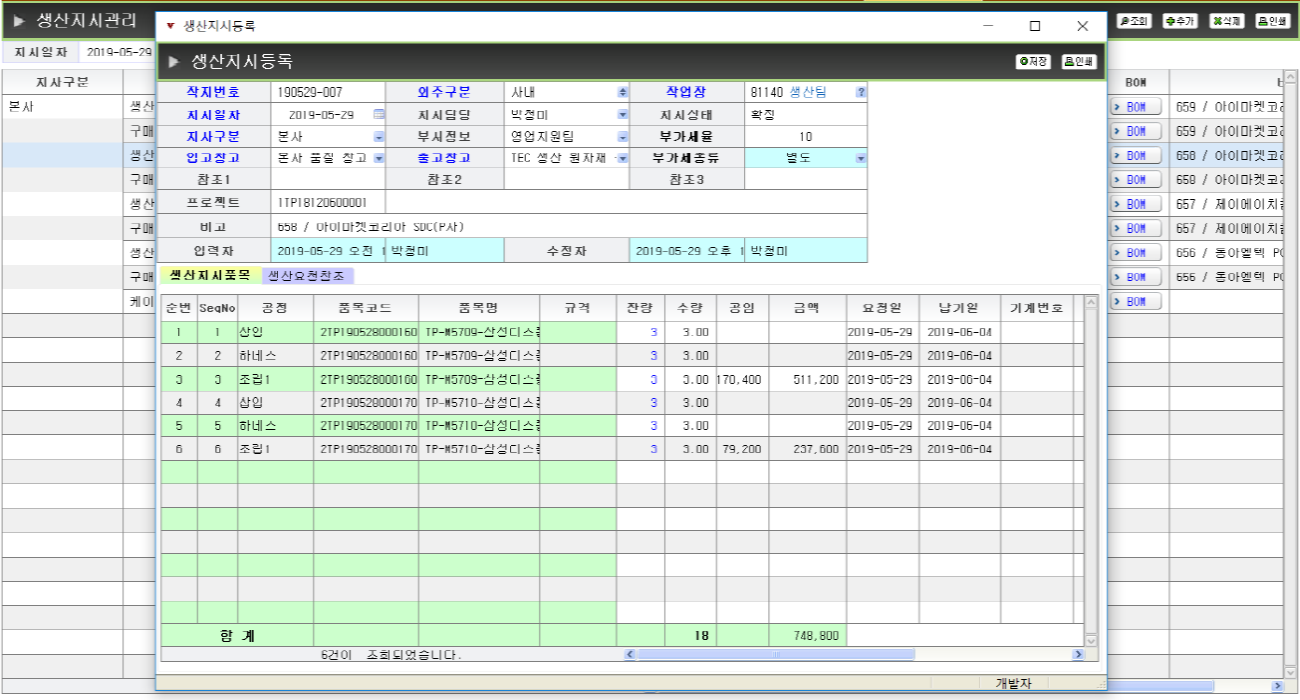 생산지시관리
조회 추가 삭제 인쇄
지시일자 2019-05-29
지사구분
본사
생산
구매
생산
구매
생산
구매
생산
구매
케이
생산지시등록
생산지시등록
저장 인쇄
작지번호 190529-007 외주구분 사내 작업장 81140 생산팀
지시일자 2019-05-29 지시담당 박청미 지시상태 확정
지사구분 본사 부서정보 영업지원팀 부가세율 10
입고창고 본사 품질 창고 출고창고 TEC 생산 원자재 부가세종류 별도
참조1 참조2 참조3
프로젝트 1TP18120600001
비고 658 / 아이마켓코리아 SDC(P사)
입력자 2019-05-29 오전 1 박청미 수정자 2019-05-29 오후 1 박청미
생산지시품목 생산요청참조
순번 SeqNo 공정 품목코드 품목명 규격 잔량 수량 공임 금액 요청일 납기일 기계번호
1 1 삽입 2TP190528000160 TP-M5709-삼성디스플 3 3.00 2019-05-29 2019-06-04
2 2 하네스 2TP190528000160 TP-M5709-삼성디스플 3 3.00 2019-05-29 2019-06-04
3 3 조립1 2TP190528000160 TP-M5709-삼성디스플 3 3.00 170,400 511,200 2019-05-29 2019-06-04
4 4 삽입 2TP190528000170 TP-M5710-삼성디스플 3 3.00 2019-05-29 2019-06-04
5 5 하네스 2TP190528000170 TP-M5710-삼성디스플 3 3.00 2019-05-29 2019-06-04
6 6 조립1 2TP190528000170 TP-M5710-삼성디스플 3 3.00 79,200 237,600 2019-05-29 2019-06-04
합 계 18 748,800
6건이 조회되었습니다.
개발자
BOM
BOM 659 / 아이마켓코리
BOM 659 / 아이마켓코리
BOM 658 / 아이마켓코리
BOM 658 / 아이마켓코리
BOM 657 / 제이에이치
BOM 657 / 제이에이치
BOM 656 / 동아엘텍 PO
BOM 656 / 동아엘텍 PO
BOM